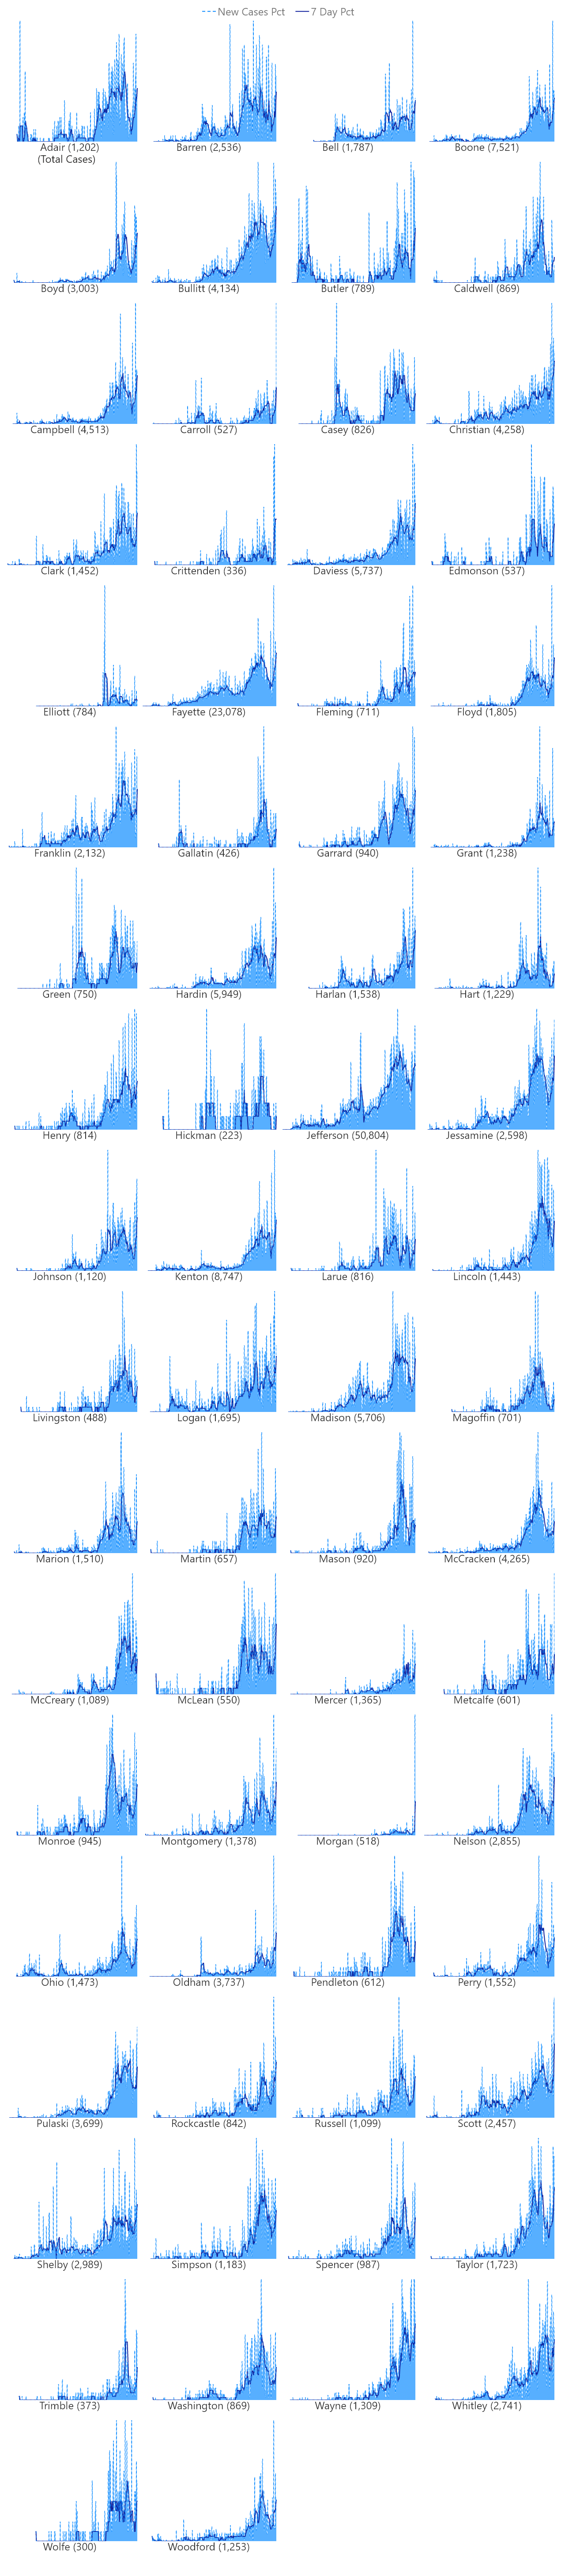 New Cases Pct 7 Day Pct
Adair (1,202) Barren (2,536) Bell (1,787) Boone (7,521)
(Total Cases)
Boyd (3,003) Bullitt (4,134) Butler (789) Caldwell (869)
Campbell (4,513) Carroll (527) Casey (826) Christian (4,258)
Clark (1,452) Crittenden (336) Daviess (5,737) Edmonson (537)
Elliott (784) Fayette (23,078) Fleming (711) Floyd (1,805)
Franklin (2,132) Gallatin (426) Garrard (940) Grant (1,238)
Green (750) Hardin (5,949) Harlan (1,538) Hart (1,229)
Henry (814) Hickman (223) Jefferson (50,804) Jessamine (2,598)
Johnson (1,120) Kenton (8,747) Larue (816) Lincoln (1,443)
Livingston (488) Logan (1,695) Madison (5,706) Magoffin (701)
Marion (1,510) Martin (657) Mason (920) McCracken (4,265)
McCreary (1,089) McLean (550) Mercer (1,365) Metcalfe (601)
Monroe (945) Montgomery (1,378) Morgan (518) Nelson (2,855)
Ohio (1,473) Oldham (3,737) Pendleton (612) Perry (1,552)
Pulaski (3,699) Rockcastle (842) Russell (1,099) Scott (2,457)
Shelby (2,989) Simpson (1,183) Spencer (987) Taylor (1,723)
Trimble (373) Washington (869) Wayne (1,309) Whitley (2,741)
Wolfe (300) Woodford (1,253)